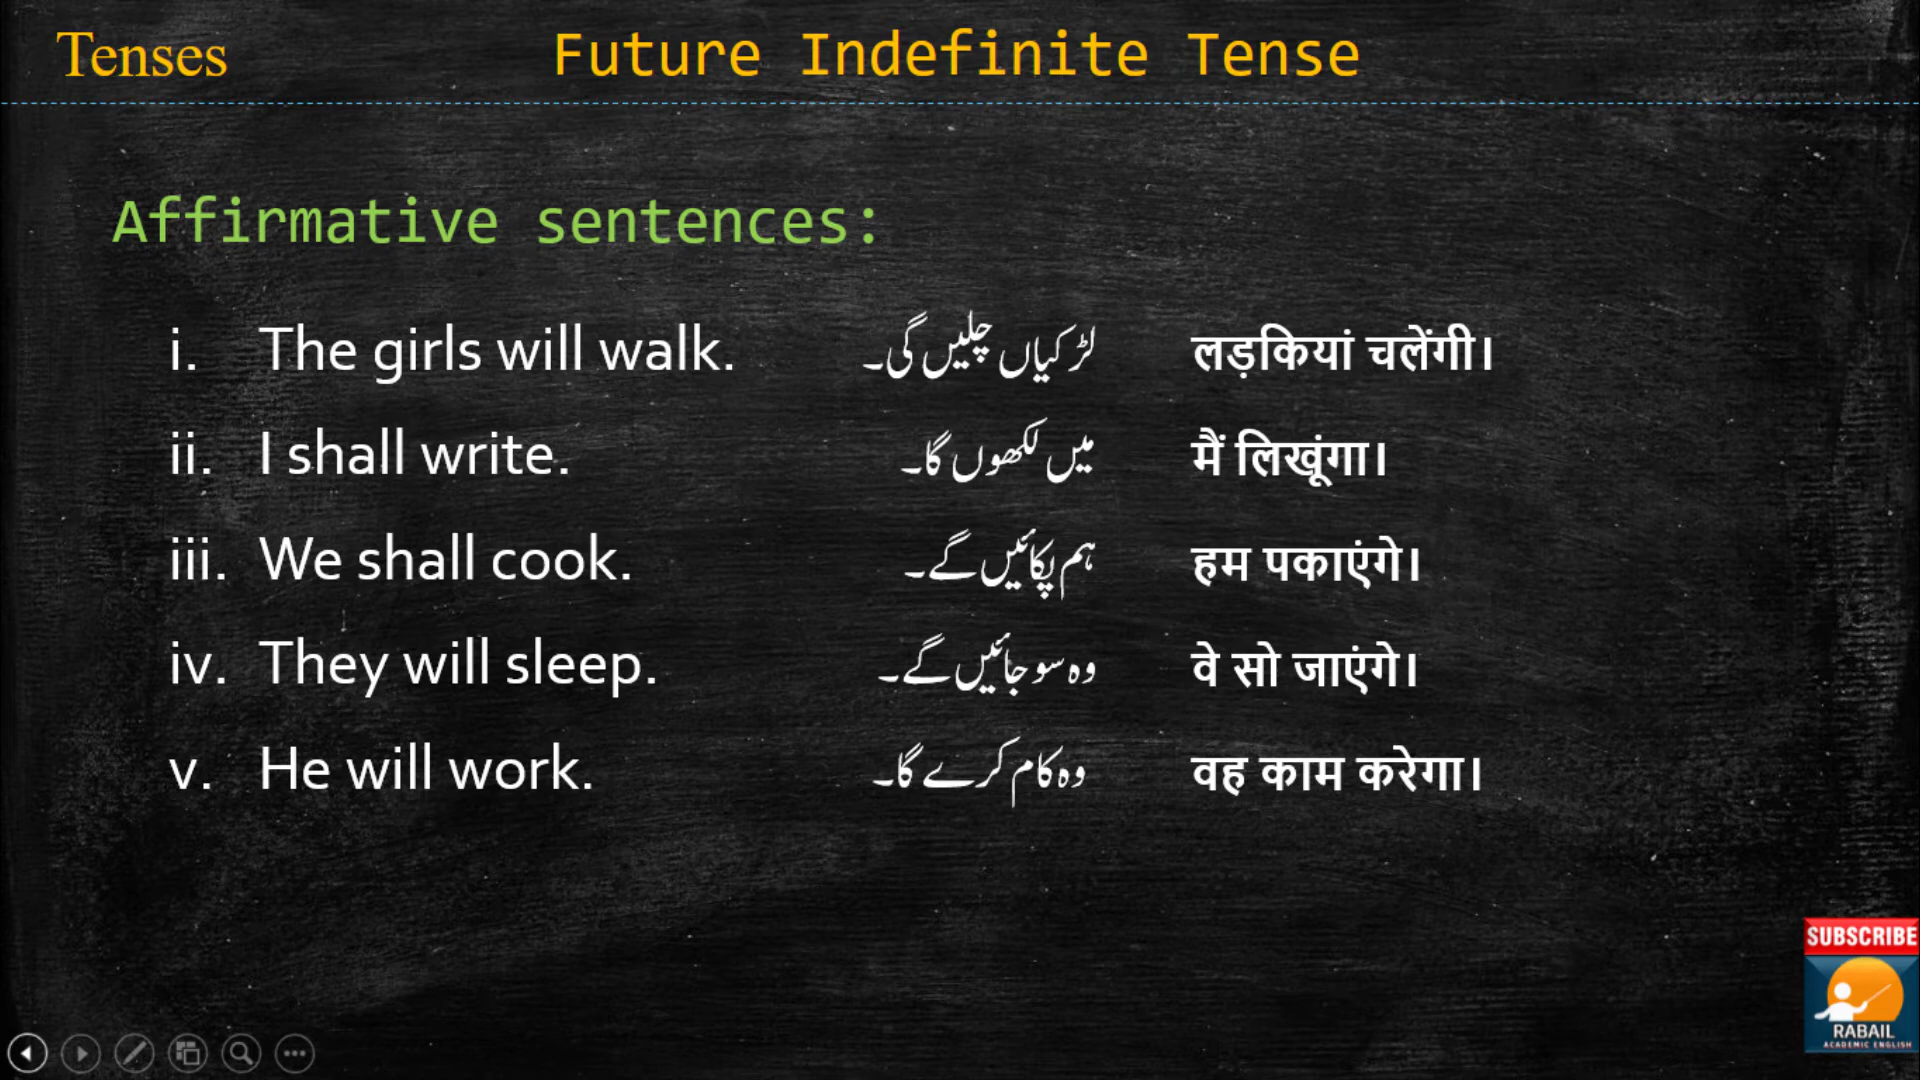 Tenses
Future Indefinite Tense
Affirmative sentences:
i. The girls will walk. لڑکیاں چلیں گی۔ लड़कियां चलेंगी।
ii. I shall write. میں لکھوں گا۔ मैं लिखूंगा।
iii. We shall cook. ہم پکائیں گے۔ हम पकाएंगे।
iv. They will sleep. وہ سو جائیں گے۔ वे सो जाएंगे।
v. He will work. وہ کام کرے گا۔ वह काम करेगा।
SUBSCRIBE
RABAIL
ACADEMIC ENGLISH